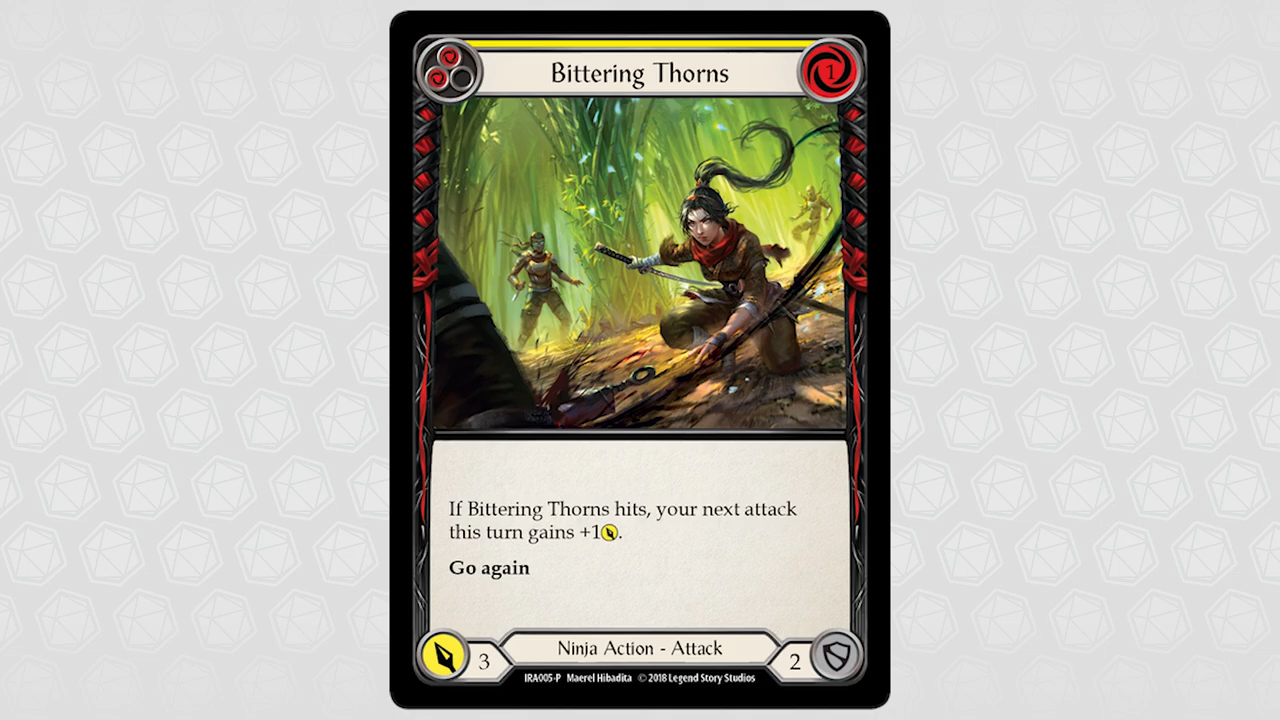 Bittering Thorns
1
If Bittering Thorns hits, your next attack
this turn gains +1.
Go again
3
Ninja Action - Attack
2
IRA005-P Maerel Hibadita © 2018 Legend Story Studios